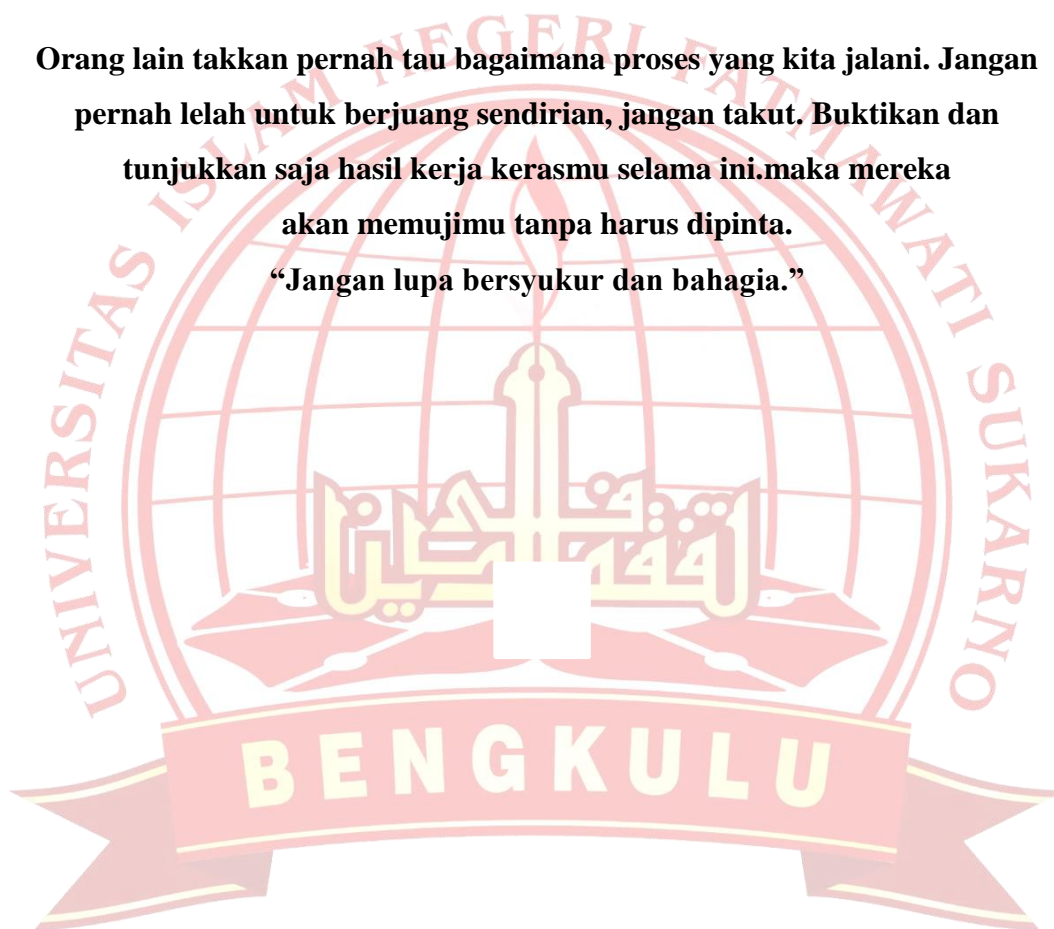 Orang lain takkan pernah tau bagaimana proses yang kita jalani. Jangan
pernah lelah untuk berjuang sendirian, jangan takut. Buktikan dan
tunjukkan saja hasil kerja kerasmu selama ini.maka mereka
akan memujimu tanpa harus dipinta.
“Jangan lupa bersyukur dan bahagia.”
UNIVERSITAS ISLAM NEGERI FATMAWATI SUKARNO
BENGKULU